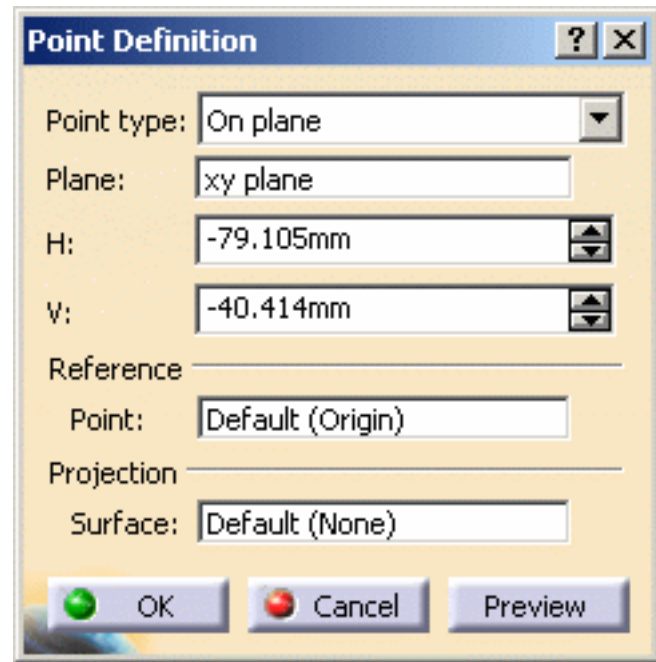 Point Definition ? ×
Point type: On plane
Plane: xy plane
H: -79.105mm
V: -40.414mm
Reference
Point: Default (Origin)
Projection
Surface: Default (None)
OK Cancel Preview